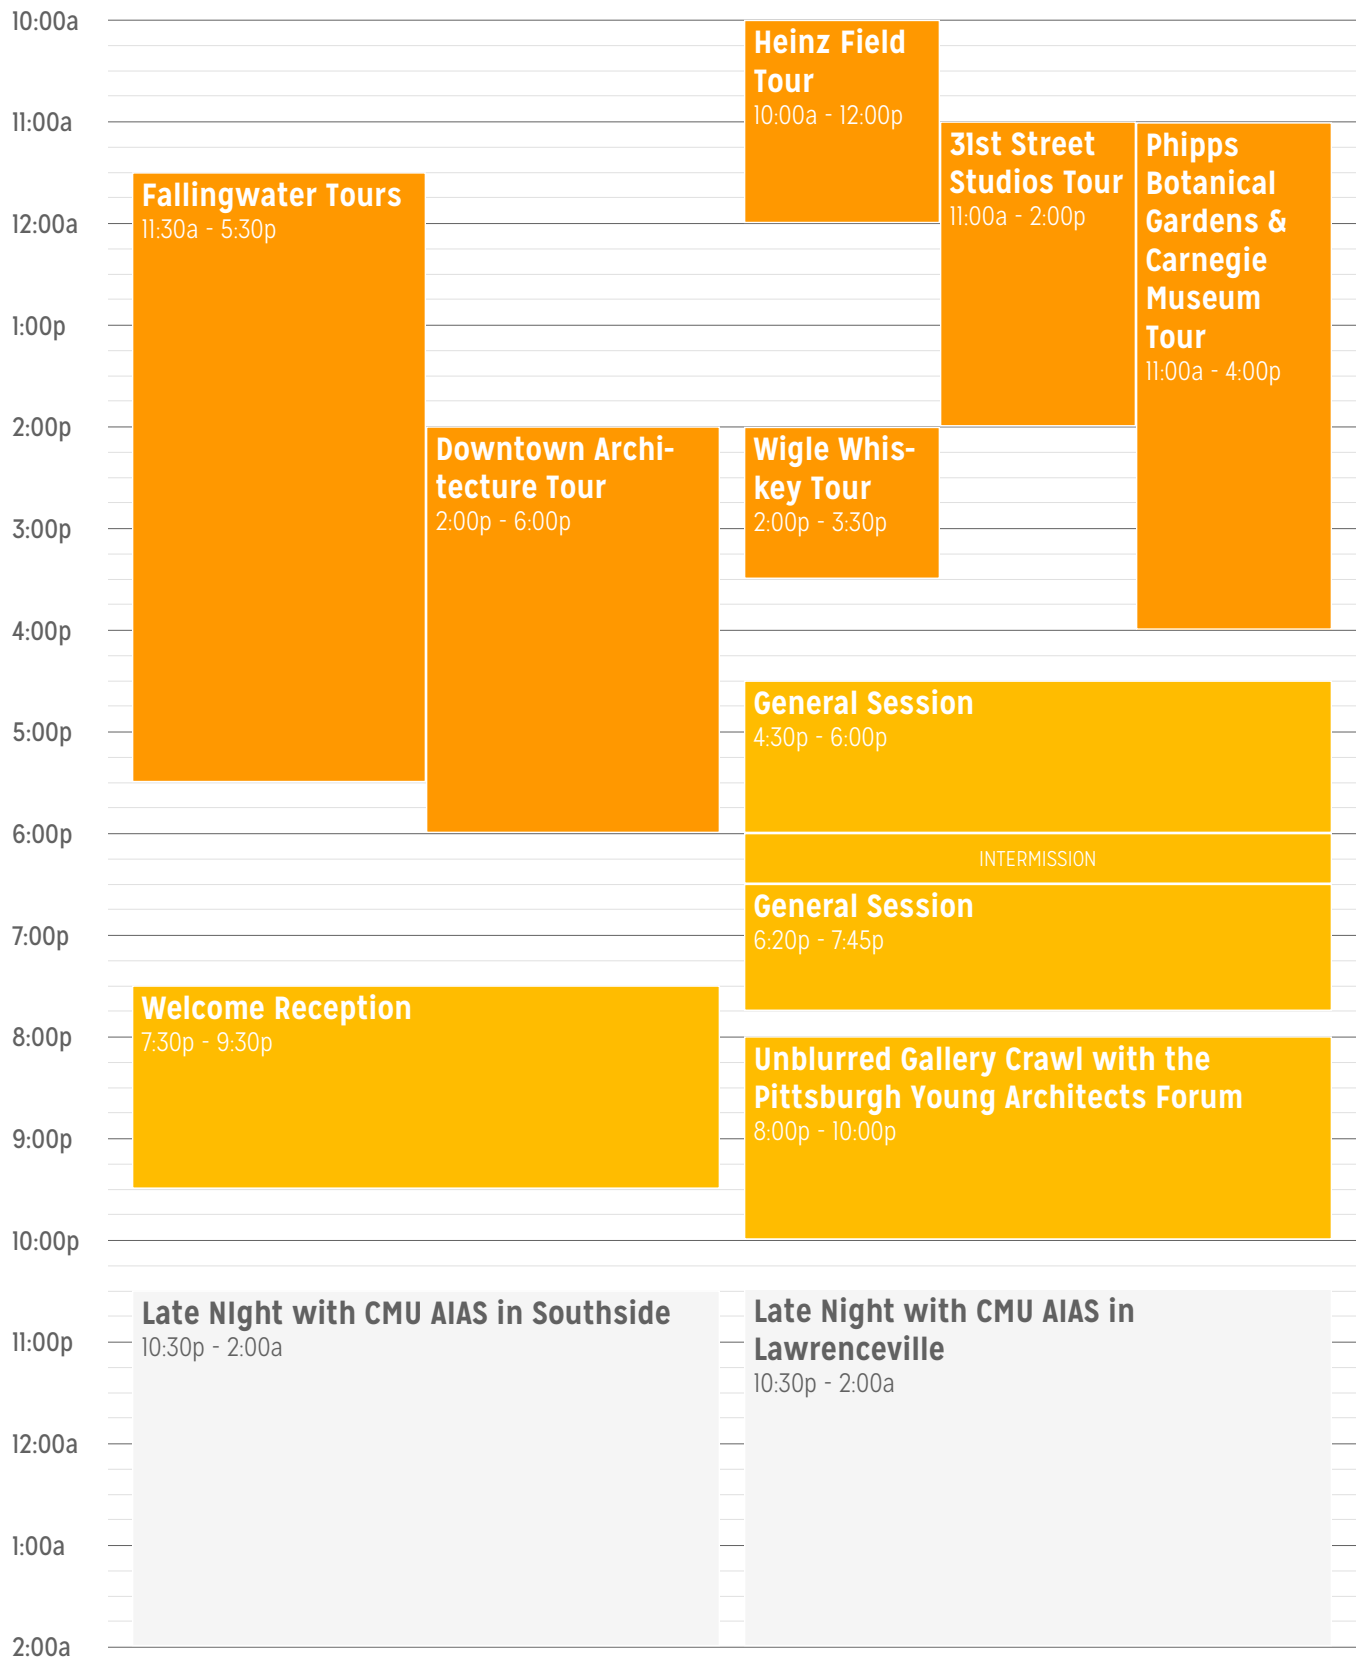 10:00a
11:00a
12:00a
1:00p
2:00p
3:00p
4:00p
5:00p
6:00p
7:00p
8:00p
9:00p
10:00p
11:00p
12:00a
1:00a
2:00a
Fallingwater Tours
11:30a - 5:30p
Downtown Archi-
tecture Tour
2:00p - 6:00p
Welcome Reception
7:30p - 9:30p
Late NIght with CMU AIAS in Southside
10:30p - 2:00a
Heinz Field
Tour
10:00a - 12:00p
31st Street
Studios Tour
11:00a - 2:00p
Phipps
Botanical
Gardens &
Carnegie
Museum
Tour
11:00a - 4:00p
Wigle Whis-
key Tour
2:00p - 3:30p
General Session
4:30p - 6:00p
INTERMISSION
General Session
6:20p - 7:45p
Unblurred Gallery Crawl with the
Pittsburgh Young Architects Forum
8:00p - 10:00p
Late Night with CMU AIAS in
Lawrenceville
10:30p - 2:00a